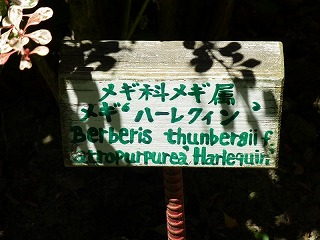 メギ科メギ属
メギ‘ハーレクイン’
Berberis thunbergii f.
atropurpurea, Harlequin